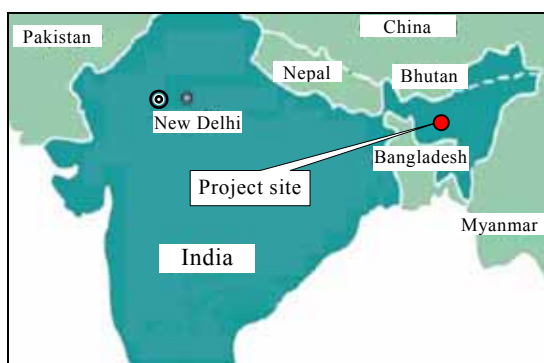 China
Pakistan
Nepal
Bhutan
New Delhi
Bangladesh
Project site
Myanmar
India